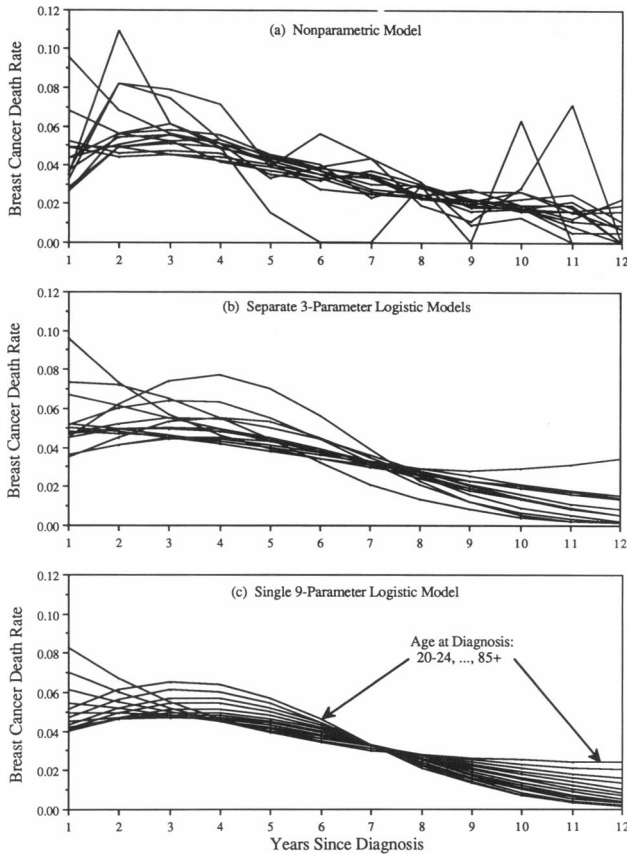 (a) Nonparametric Model
Breast Cancer Death Rate
0.12
0.10
0.08
0.06
0.04
0.02
0.00
1 2 3 4 5 6 7 8 9 10 11 12
(b) Separate 3-Parameter Logistic Models
Breast Cancer Death Rate
0.12
0.10
0.08
0.06
0.04
0.02
0.00
1 2 3 4 5 6 7 8 9 10 11 12
(c) Single 9-Parameter Logistic Model
Age at Diagnosis:
20-24, ..., 85+
Breast Cancer Death Rate
0.12
0.10
0.08
0.06
0.04
0.02
0.00
1 2 3 4 5 6 7 8 9 10 11 12
Years Since Diagnosis